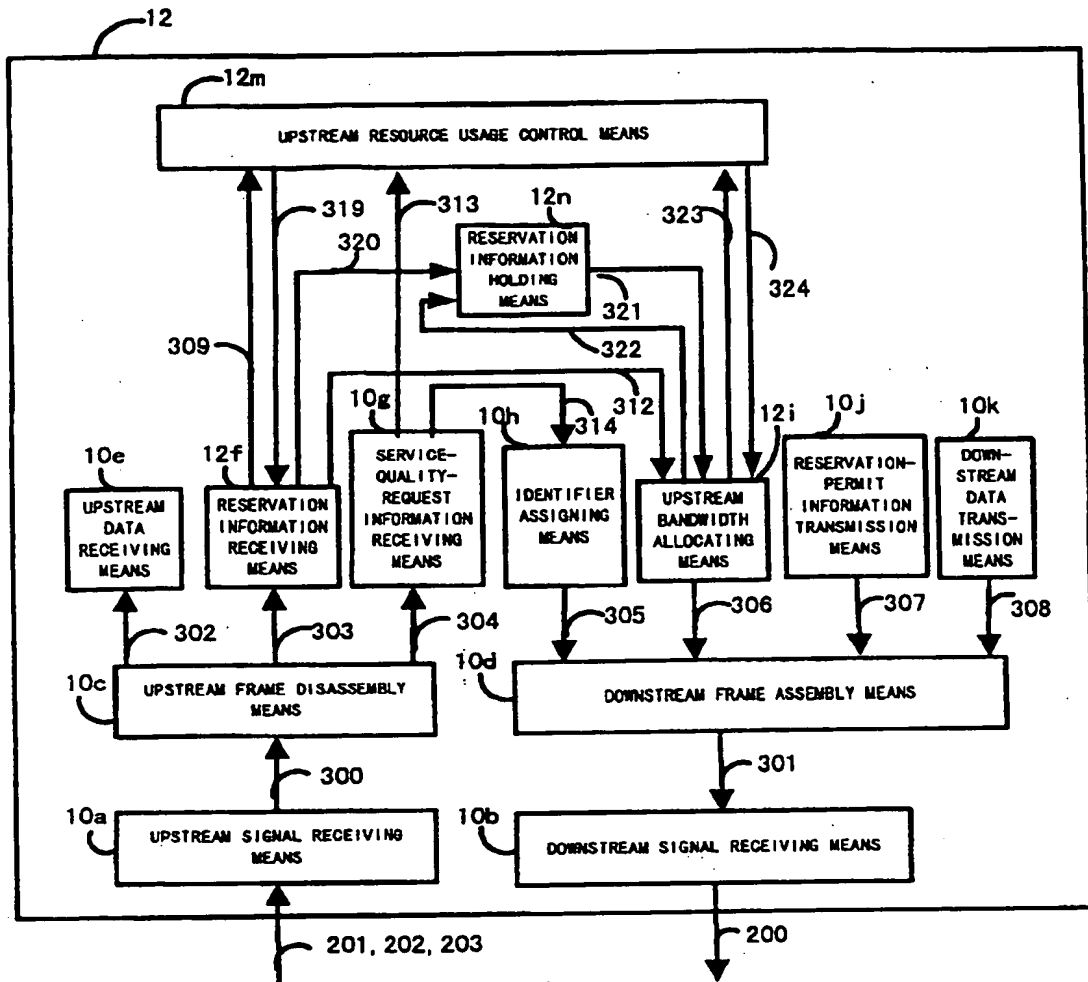 12
12m
UPSTREAM RESOURCE USAGE CONTROL MEANS
319
313
12n
323
320
RESERVATION
INFORMATION
HOLDING
MEANS
321
324
322
309
312
10g
314
10h
12i
10j
10k
10e
12f
UPSTREAM
DATA
RECEIVING
MEANS
RESERVATION
INFORMATION
RECEIVING
MEANS
SERVICE-
QUALITY-
REQUEST
INFORMATION
RECEIVING
MEANS
IDENTIFIER
ASSIGNING
MEANS
UPSTREAM
BANDWIDTH
ALLOCATING
MEANS
RESERVATION-
PERMIT
INFORMATION
TRANSMISSION
MEANS
DOWN-
STREAM
DATA
TRANS-
MISSION
MEANS
302
303
304
305
306
307
308
10c
UPSTREAM FRAME DISASSEMBLY
MEANS
10d
DOWNSTREAM FRAME ASSEMBLY MEANS
300
301
10a
UPSTREAM SIGNAL RECEIVING
MEANS
10b
DOWNSTREAM SIGNAL RECEIVING MEANS
201, 202, 203
200